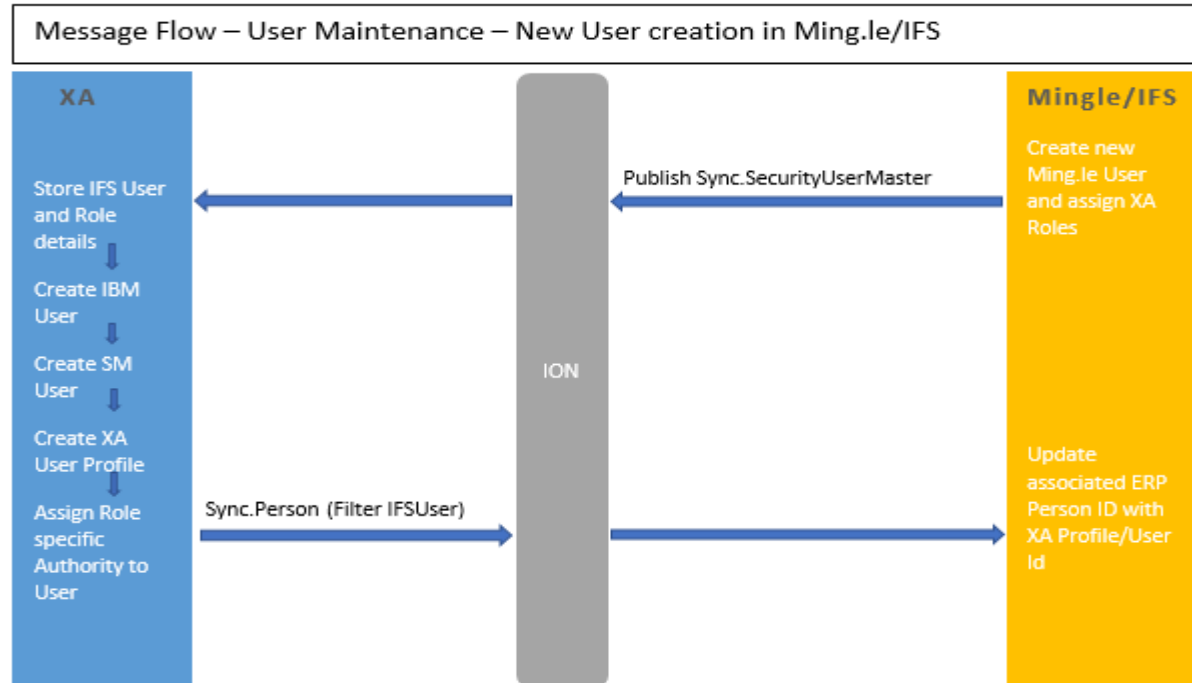 Message Flow – User Maintenance – New User creation in Ming.le/IFS
XA
Store IFS User
and Role
details
Create IBM
User
Create SM
User
Create XA
User Profile
Assign Role
specific
Authority to
User
Sync.Person (Filter IFSUser)
ION
Publish Sync.SecurityUserMaster
Mingle/IFS
Create new
Ming.le User
and assign XA
Roles
Update
associated ERP
Person ID with
XA Profile/User
Id